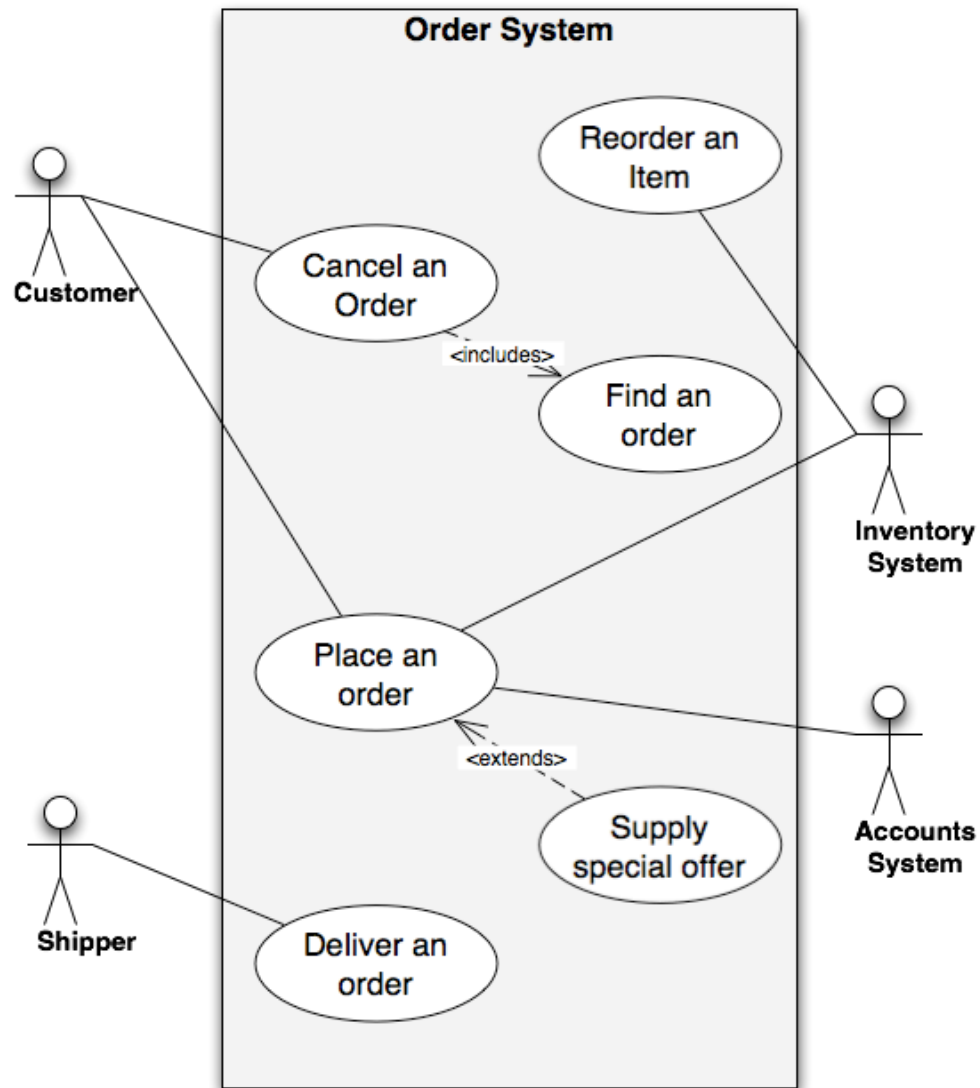 Order System
Reorder an
Item
Customer
Cancel an
Order
<includes>
Find an
order
Inventory
System
Place an
order
<extends>
Supply
special offer
Accounts
System
Shipper
Deliver an
order